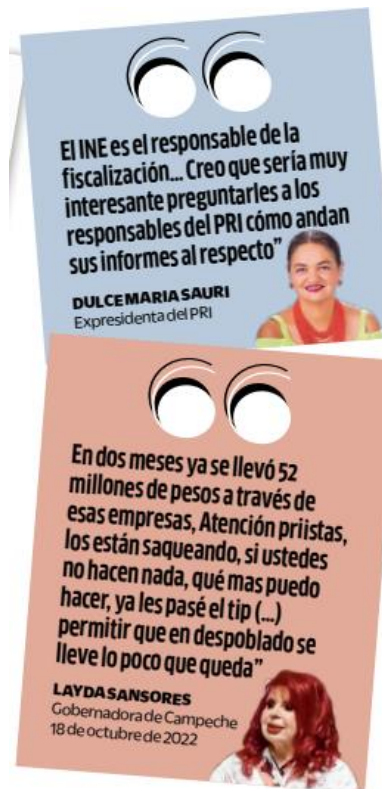 El INE es el responsable de la
fiscalización... Creo que sería muy
interesante preguntarles a los
responsables del PRI cómo andan
sus informes al respecto”
DULCE MARIA SAURI
Expresidenta del PRI
En dos meses ya se llevó 52
millones de pesos a través de
esas empresas, Atención priistas,
los están saqueando, si ustedes
no hacen nada, qué mas puedo
hacer, ya les pasé el tip (...)
permitir que en despoblado se
lleve lo poco que queda”
LAYDA SANSORES
Gobernadora de Campeche
18 de octubre de 2022